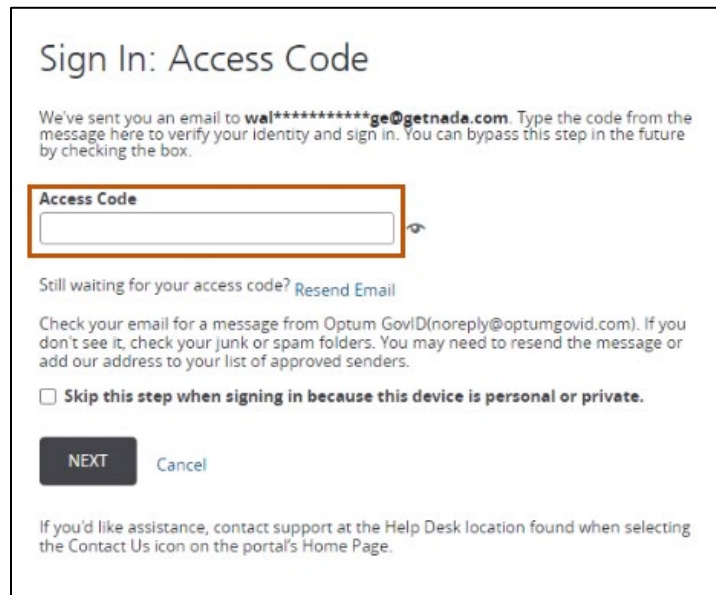 Sign In: Access Code
We've sent you an email to wal***********ge@getnada.com. Type the code from the
message here to verify your identity and sign in. You can bypass this step in the future
by checking the box.
Access Code
Still waiting for your access code? Resend Email
Check your email for a message from Optum GovID(noreply@optumgovid.com). If you
don't see it, check your junk or spam folders. You may need to resend the message or
add our address to your list of approved senders.
Skip this step when signing in because this device is personal or private.
NEXT Cancel
If you'd like assistance, contact support at the Help Desk location found when selecting
the Contact Us icon on the portal's Home Page.